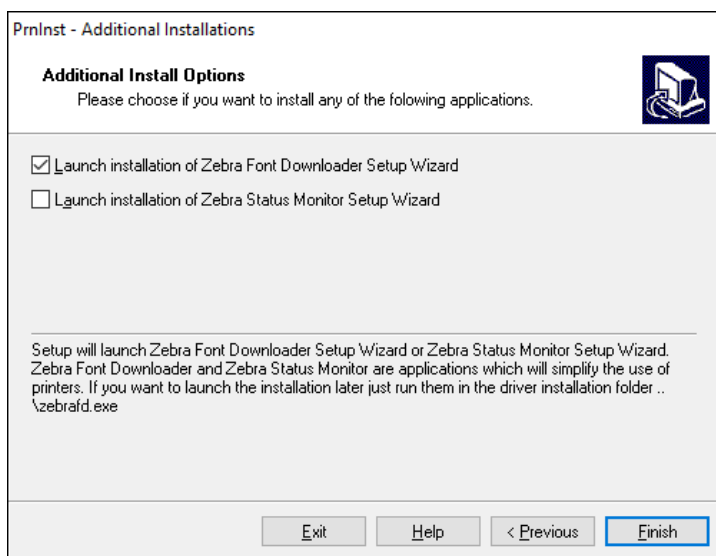 PrnInst - Additional Installations
Additional Install Options
Please choose if you want to install any of the folowing applications.
Launch installation of Zebra Font Downloader Setup Wizard
Launch installation of Zebra Status Monitor Setup Wizard
Setup will launch Zebra Font Downloader Setup Wizard or Zebra Status Monitor Setup Wizard.
Zebra Font Downloader and Zebra Status Monitor are applications which will simplify the use of
printers. If you want to launch the installation later just run them in the driver installation folder ..
\zebrafd.exe
Exit Help < Previous Finish